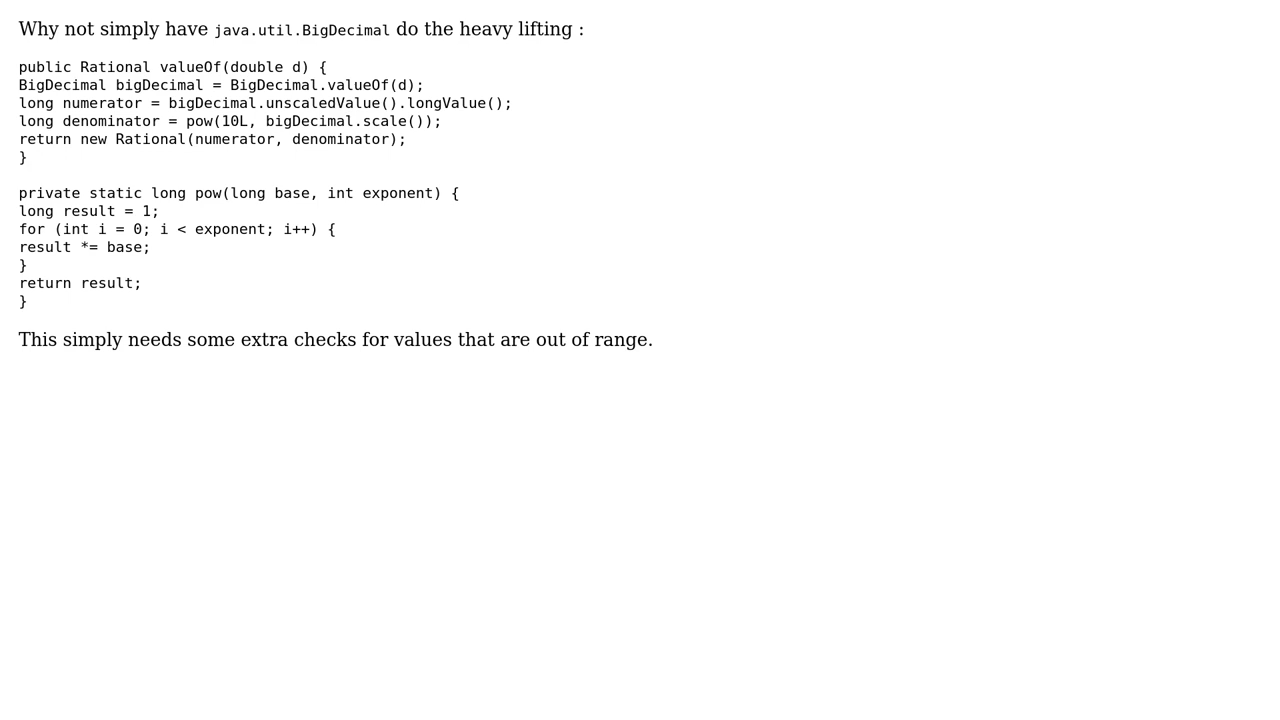 Why not simply have java.util.BigDecimal do the heavy lifting :
public Rational valueOf(double d) {
BigDecimal bigDecimal = BigDecimal.valueOf(d);
long numerator = bigDecimal.unscaledValue().longValue();
long denominator = pow(10L, bigDecimal.scale());
return new Rational(numerator, denominator);
}
private static long pow(long base, int exponent) {
long result = 1;
for (int i = 0; i < exponent; i++) {
result *= base;
}
return result;
}
This simply needs some extra checks for values that are out of range.